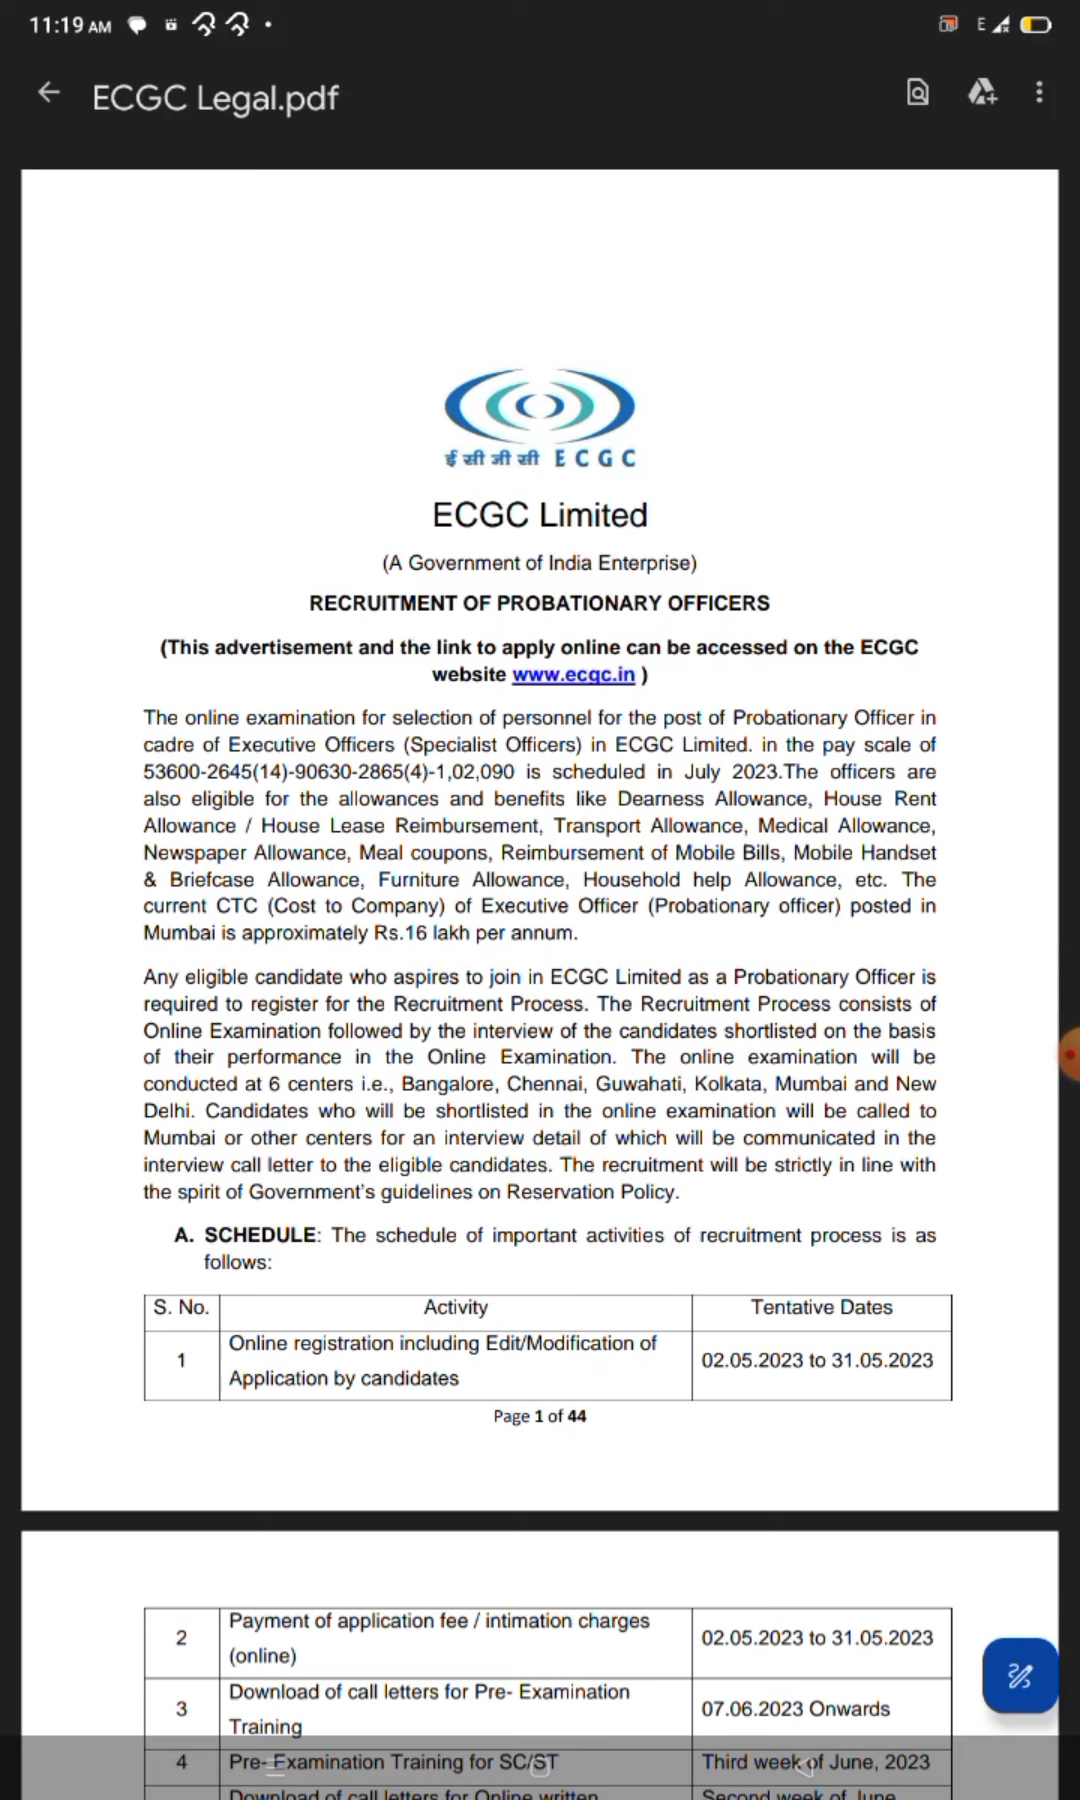 11:19 AM
E
ECGC Legal.pdf
ई सी जी सी E C G C
ECGC Limited
(A Government of India Enterprise)
RECRUITMENT OF PROBATIONARY OFFICERS
(This advertisement and the link to apply online can be accessed on the ECGC
website www.ecgc.in )
The online examination for selection of personnel for the post of Probationary Officer in
cadre of Executive Officers (Specialist Officers) in ECGC Limited. in the pay scale of
53600-2645(14)-90630-2865(4)-1,02,090 is scheduled in July 2023.The officers are
also eligible for the allowances and benefits like Dearness Allowance, House Rent
Allowance / House Lease Reimbursement, Transport Allowance, Medical Allowance,
Newspaper Allowance, Meal coupons, Reimbursement of Mobile Bills, Mobile Handset
& Briefcase Allowance, Furniture Allowance, Household help Allowance, etc. The
current CTC (Cost to Company) of Executive Officer (Probationary officer) posted in
Mumbai is approximately Rs.16 lakh per annum.
Any eligible candidate who aspires to join in ECGC Limited as a Probationary Officer is
required to register for the Recruitment Process. The Recruitment Process consists of
Online Examination followed by the interview of the candidates shortlisted on the basis
of their performance in the Online Examination. The online examination will be
conducted at 6 centers i.e., Bangalore, Chennai, Guwahati, Kolkata, Mumbai and New
Delhi. Candidates who will be shortlisted in the online examination will be called to
Mumbai or other centers for an interview detail of which will be communicated in the
interview call letter to the eligible candidates. The recruitment will be strictly in line with
the spirit of Government's guidelines on Reservation Policy.
A. SCHEDULE: The schedule of important activities of recruitment process is as
follows:
S. No. Activity Tentative Dates
Online registration including Edit/Modification of
1 02.05.2023 to 31.05.2023
Application by candidates
Page 1 of 44
Payment of application fee / intimation charges
2 02.05.2023 to 31.05.2023
(online)
Download of call letters for Pre- Examination
3 07.06.2023 Onwards
Training
4 Pre- Examination Training for SC/ST Third week of June, 2023
Download of call letters for Online written Second week of June